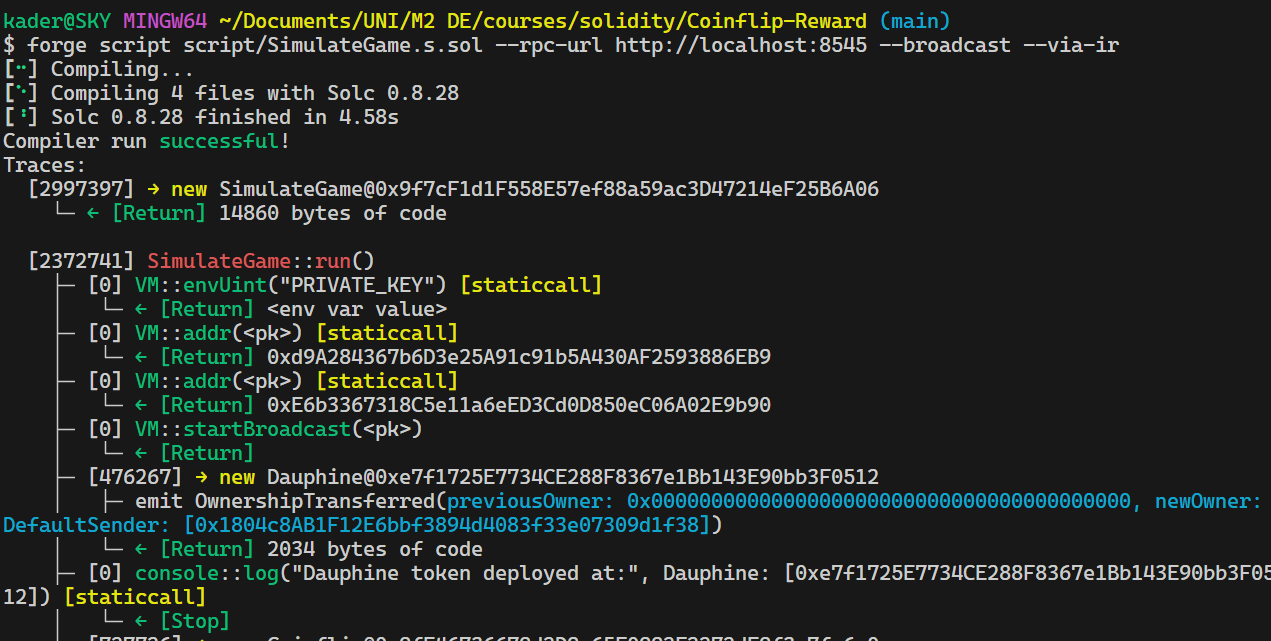 kader@SKY MINGW64 ~/Documents/UNI/M2 DE/courses/solidity/Coinflip-Reward (main)
$ forge script script/SimulateGame.s.sol --rpc-url http://localhost:8545 --broadcast --via-ir
[⠒] Compiling...
[⠑] Compiling 4 files with Solc 0.8.28
[⠘] Solc 0.8.28 finished in 4.58s
Compiler run successful!
Traces:
[2997397] → new SimulateGame@0x9f7cF1d1F558E57ef88a59ac3D47214eF25B6A06
└─ ← [Return] 14860 bytes of code
[2372741] SimulateGame::run()
├─ [0] VM::envUint("PRIVATE_KEY") [staticcall]
│ └─ ← [Return] <env var value>
├─ [0] VM::addr(<pk>) [staticcall]
│ └─ ← [Return] 0xd9A284367b6D3e25A91c91b5A430AF2593886EB9
├─ [0] VM::addr(<pk>) [staticcall]
│ └─ ← [Return] 0xE6b3367318C5e11a6eED3Cd0D850eC06A02E9b90
├─ [0] VM::startBroadcast(<pk>)
│ └─ ← [Return]
├─ [476267] → new Dauphine@0xe7f1725E7734CE288F8367e1Bb143E90bb3F0512
│ ├─ emit OwnershipTransferred(previousOwner: 0x0000000000000000000000000000000000000000, newOwner:
DefaultSender: [0x1804c8AB1F12E6bbf3894d4083f33e07309d1f38])
│ └─ ← [Return] 2034 bytes of code
├─ [0] console::log("Dauphine token deployed at:", Dauphine: [0xe7f1725E7734CE288F8367e1Bb143E90bb3F05
12]) [staticcall]
│ └─ ← [Stop]